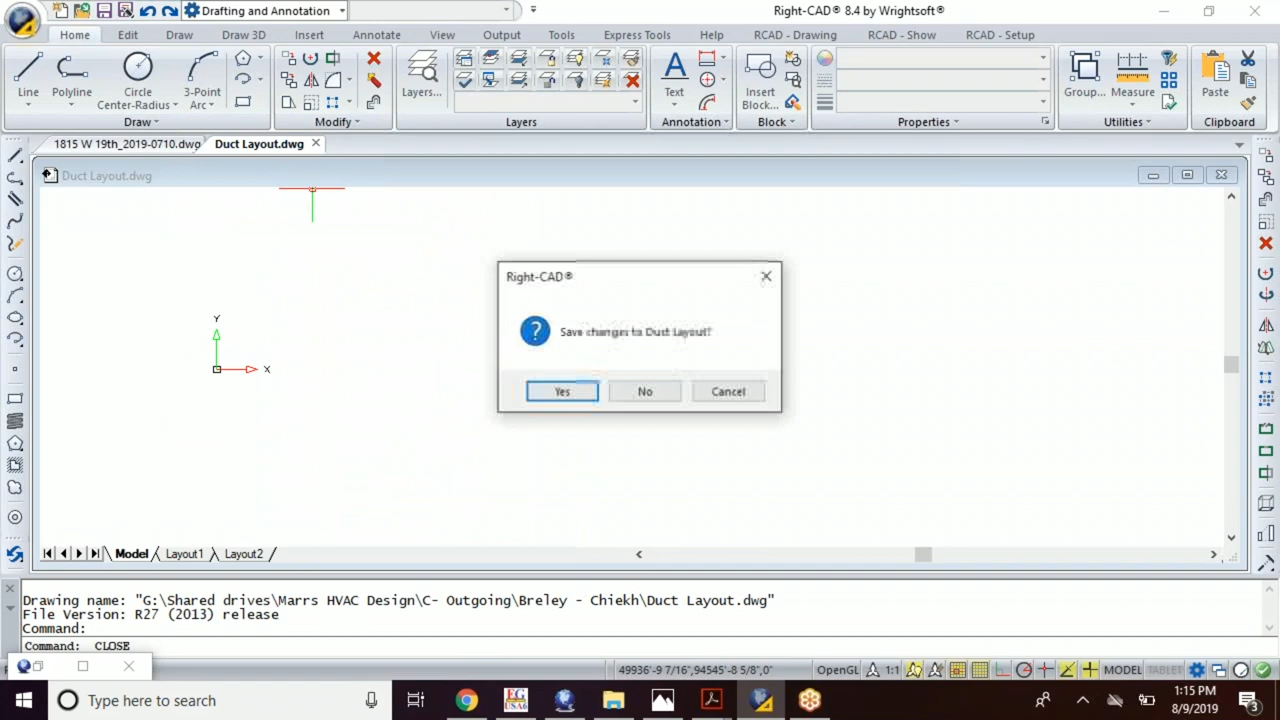 Drafting and Annotation
Right-CAD® 8.4 by Wrightsoft®
Home Edit Draw Draw 3D Insert Annotate View Output Tools Express Tools Help RCAD - Drawing RCAD - Show RCAD - Setup
Line Polyline Circle Center-Radius 3-Point Arc
Layers...
Text
Insert Block...
Group... Measure
Paste
Draw Modify Layers Annotation Block Properties Utilities Clipboard
1815 W 19th_2019-0710.dwg Duct Layout.dwg
Duct Layout.dwg
Right-CAD®
Save changes to Duct Layout?
Yes No Cancel
Y
X
Model Layout1 Layout2
Drawing name: "G:\Shared drives\Marrs HVAC Design\C- Outgoing\Breley - Chiekh\Duct Layout.dwg"
File Version: R27 (2013) release
Command:
Command: CLOSE
49936'-9 7/16",94545'-8 5/8",0" OpenGL 1:1 MODEL TABLET
Type here to search
EG
USA6
1:15 PM
8/9/2019
3